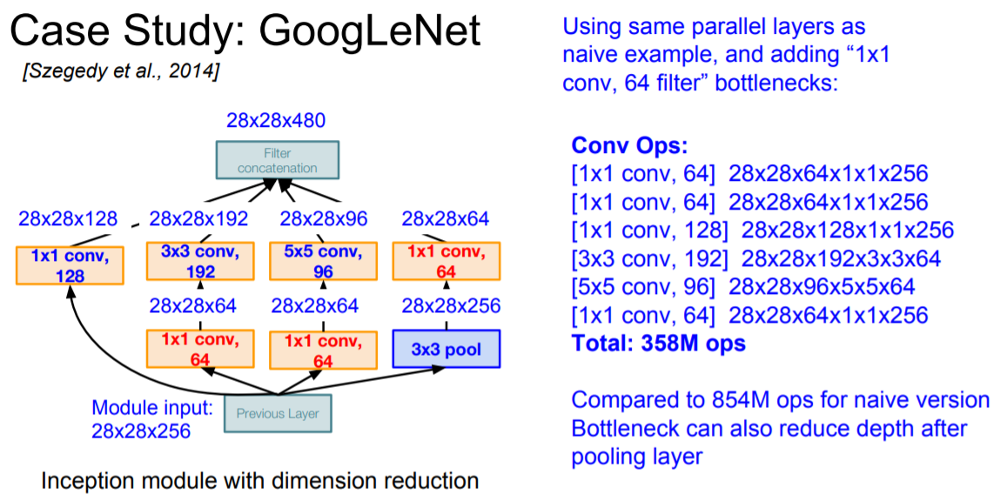 Case Study: GoogLeNet
[Szegedy et al., 2014]
28x28x480
Filter
concatenation
28x28x128
28x28x192
28x28x96
28x28x64
1x1 conv,
128
3x3 conv,
192
5x5 conv,
96
1x1 conv,
64
28x28x64
28x28x64
28x28x256
1x1 conv,
64
1x1 conv,
64
3x3 pool
Module input:
28x28x256
Previous Layer
Inception module with dimension reduction
Using same parallel layers as
naive example, and adding “1x1
conv, 64 filter” bottlenecks:
Conv Ops:
[1x1 conv, 64] 28x28x64x1x1x256
[1x1 conv, 64] 28x28x64x1x1x256
[1x1 conv, 128] 28x28x128x1x1x256
[3x3 conv, 192] 28x28x192x3x3x64
[5x5 conv, 96] 28x28x96x5x5x64
[1x1 conv, 64] 28x28x64x1x1x256
Total: 358M ops
Compared to 854M ops for naive version
Bottleneck can also reduce depth after
pooling layer